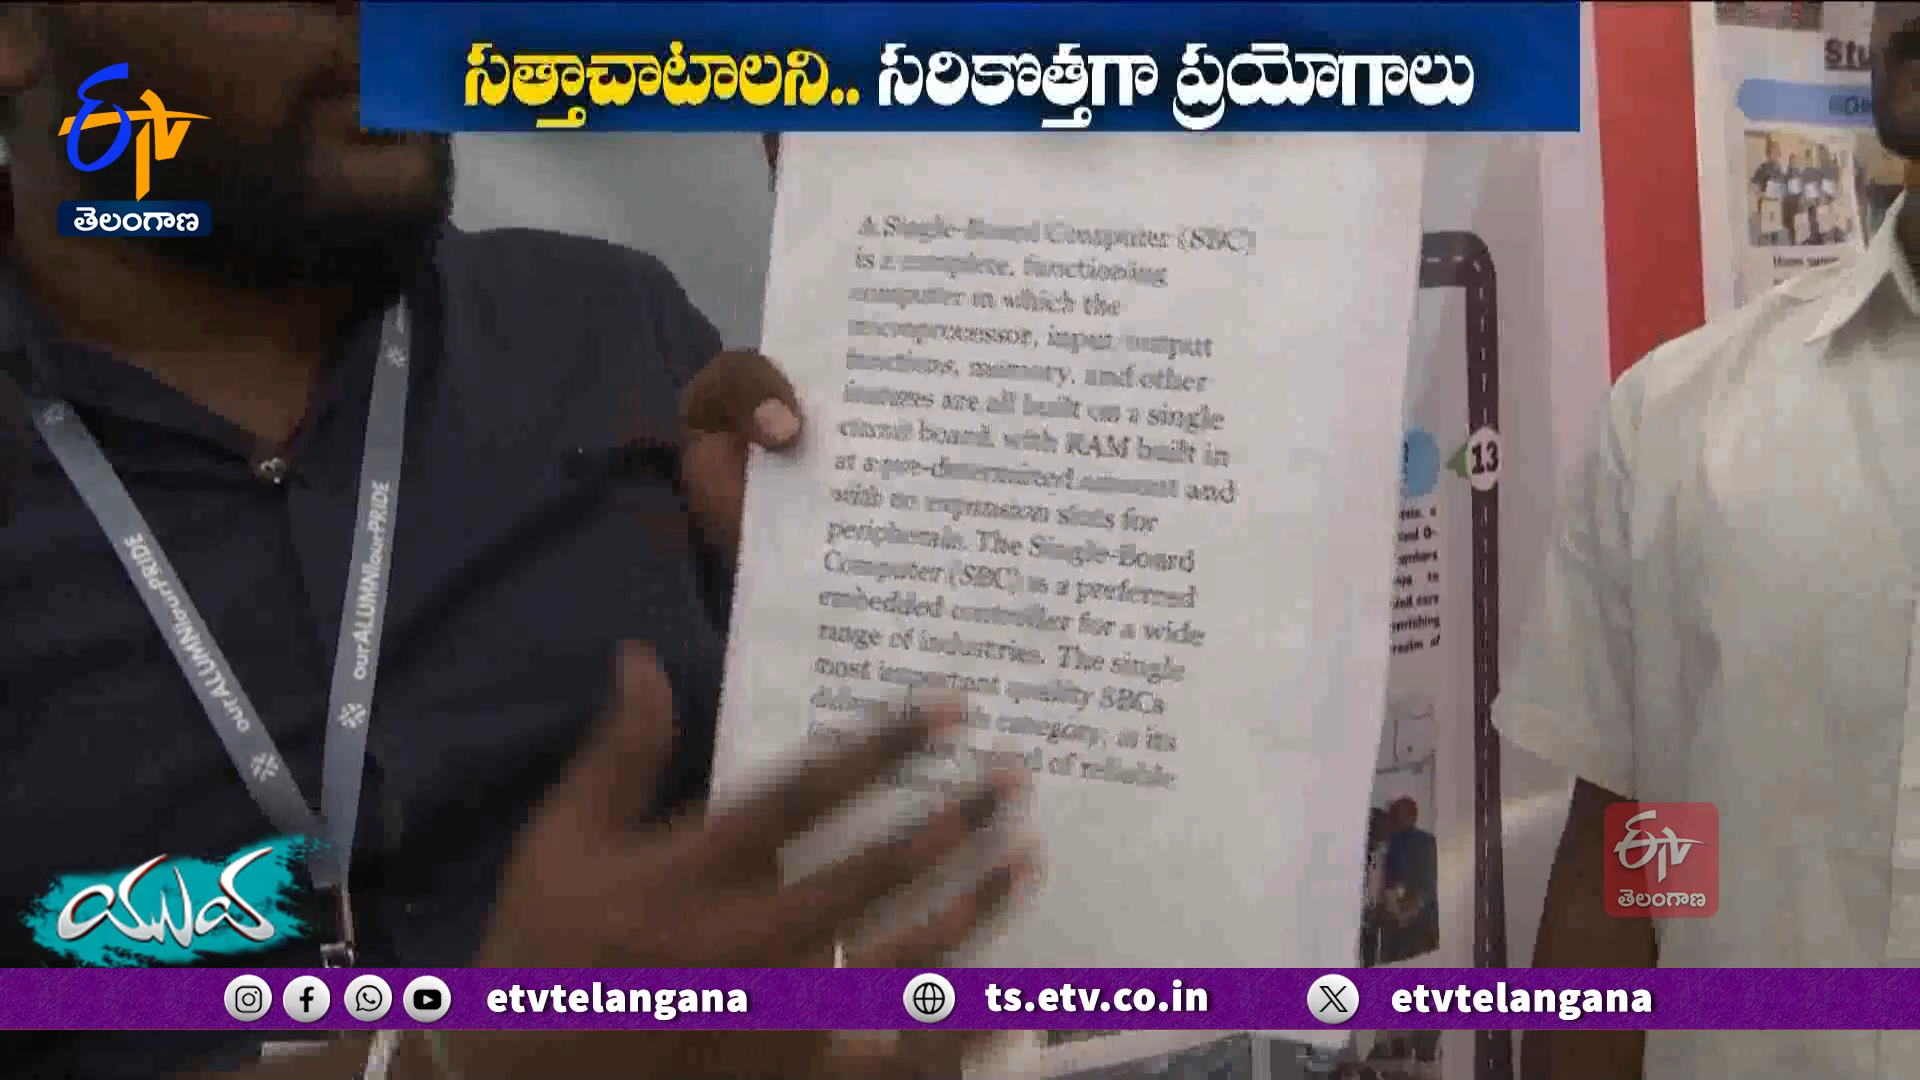 సత్తాచాటాలని.. సరికొత్తగా ప్రయోగాలు
ETV
తెలంగాణ
A Single-Board Computer (SBC)
is a complete, functioning
computer in which the
microprocessor, input/output
functions, memory, and other
features are all built on a single
circuit board, with RAM built in
at a pre-determined amount and
with no expansion slots for
peripherals. The Single-Board
Computer (SBC) is a preferred
embedded controller for a wide
range of industries. The single
most important quality SBCs
category, is its
of reliable
13
ourALUMNIourPRIDE
ourALUMNIourPRIDE
యువ
ETV
తెలంగాణ
etvtelangana
ts.etv.co.in
etvtelangana